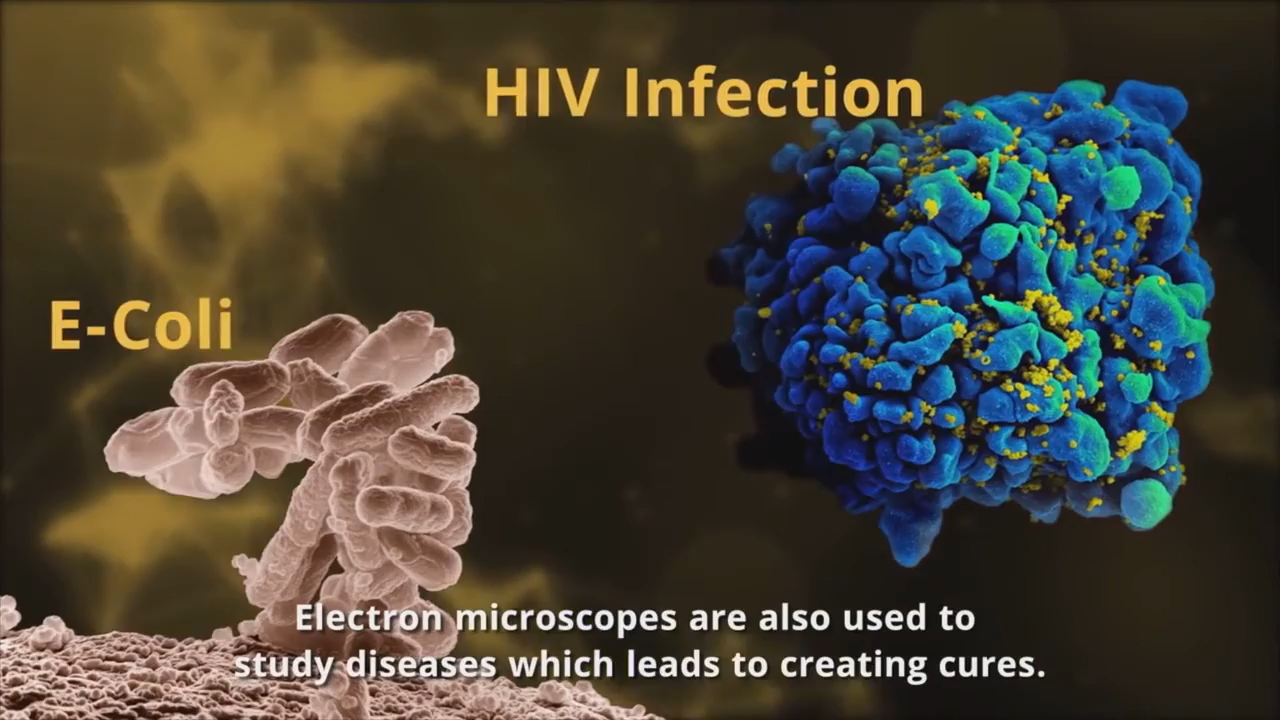 HIV Infection
E-Coli
Electron microscopes are also used to
study diseases which leads to creating cures.